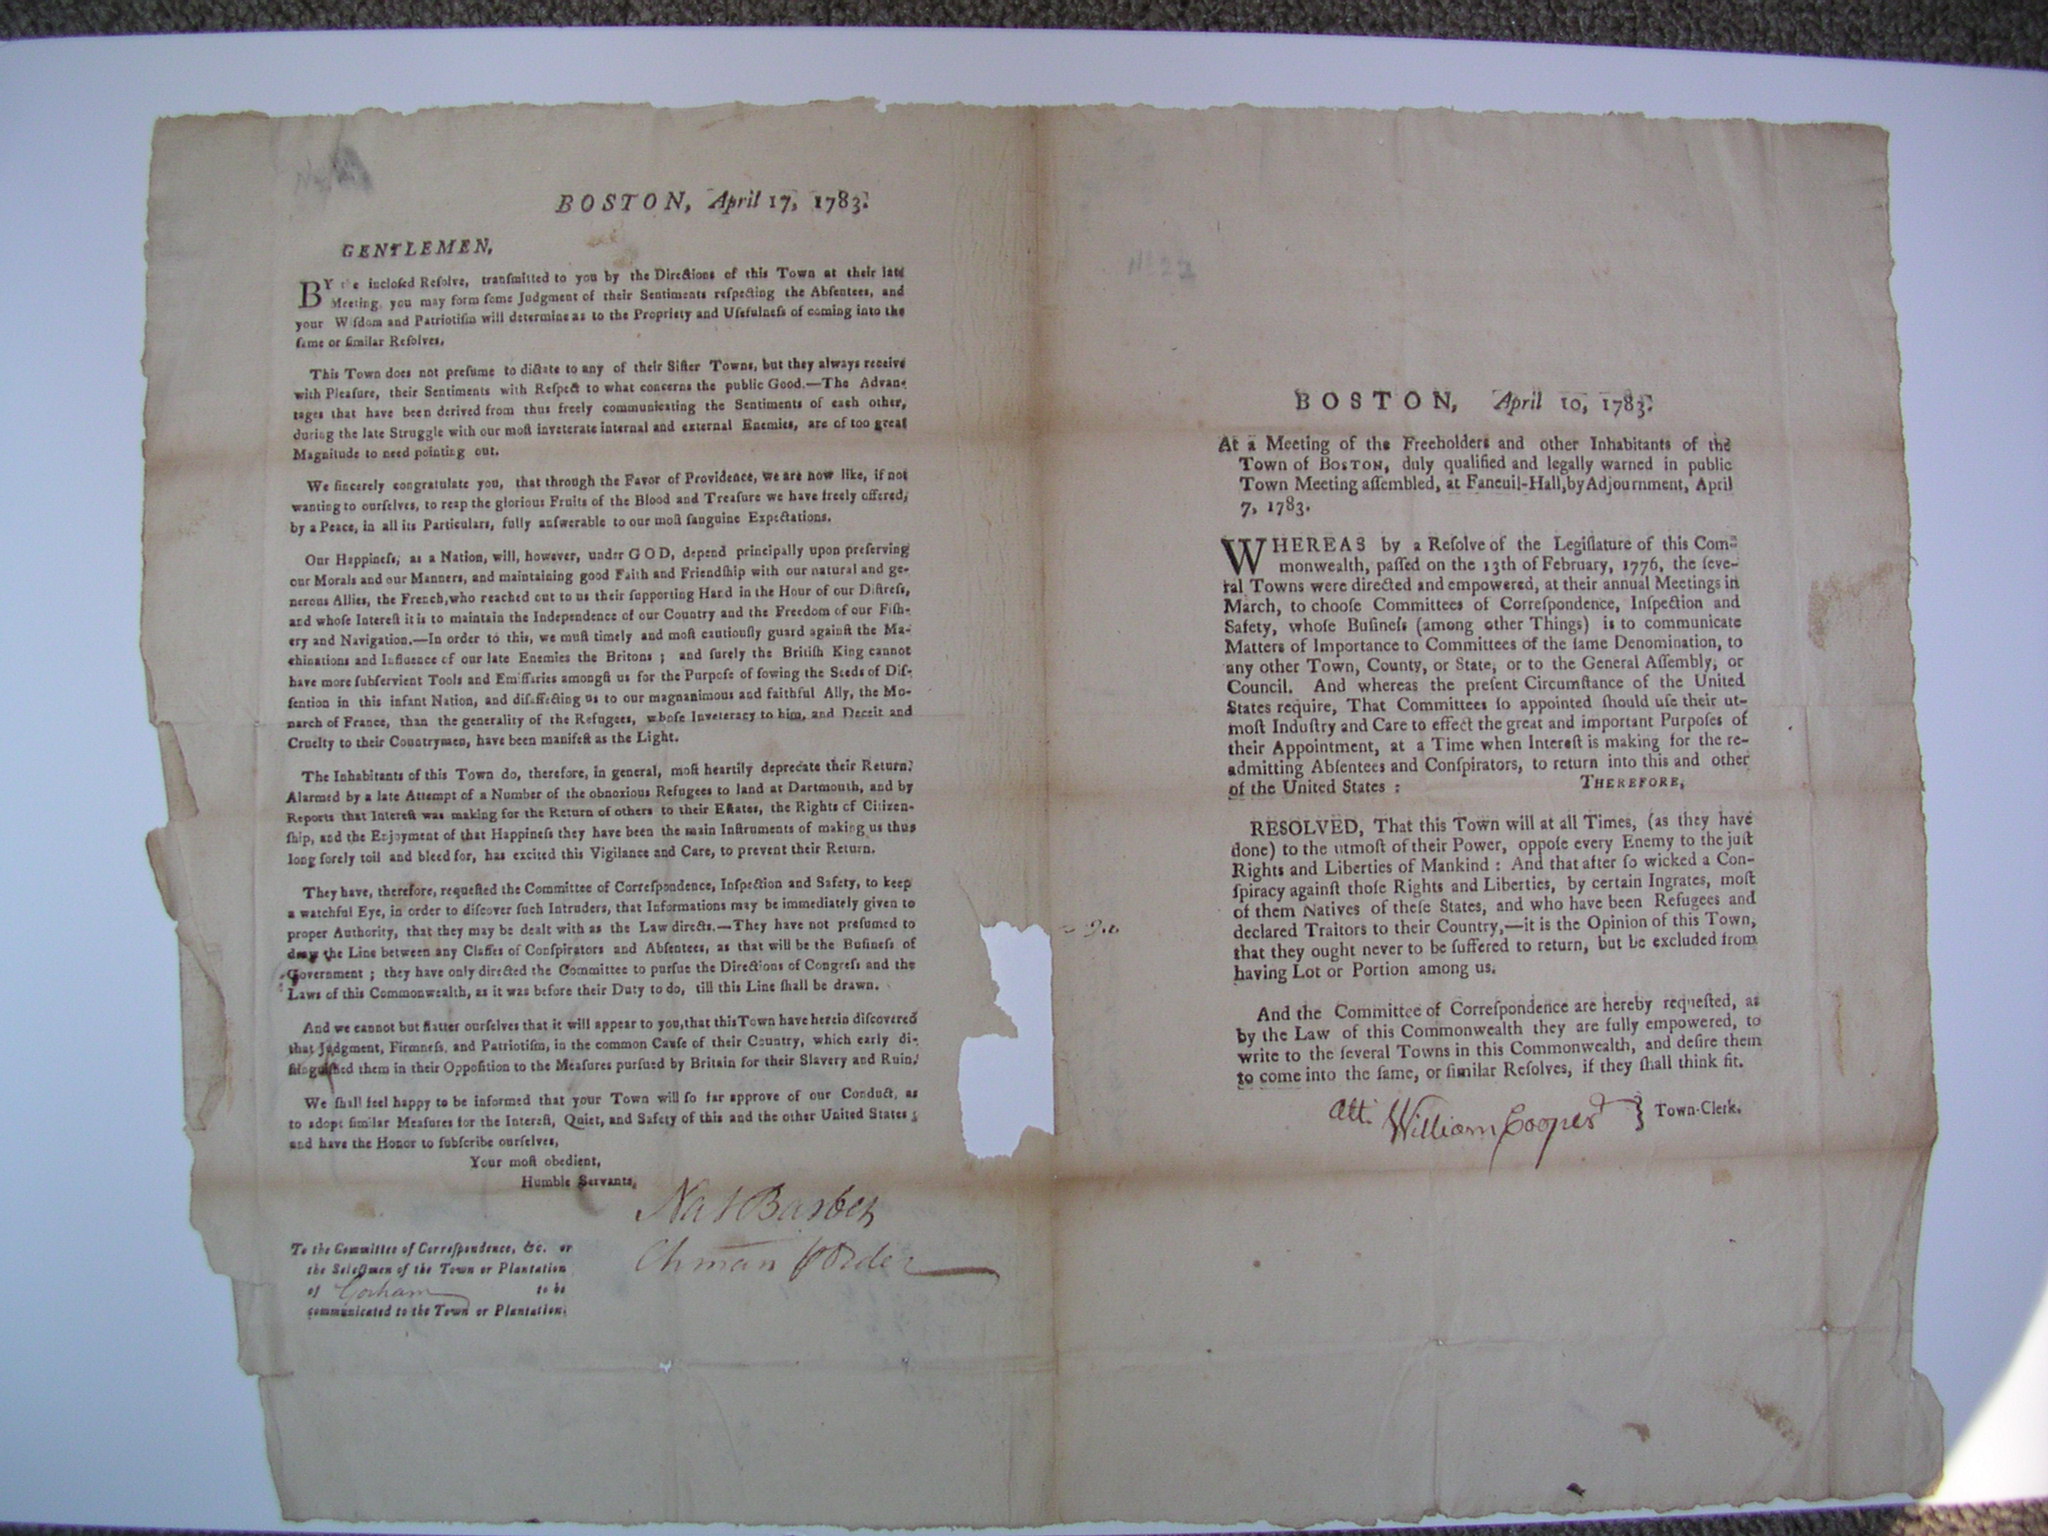 BOSTON, April 17, 1783.
GENTLEMEN,
BY the inclosed Resolve, transmitted to you by the Directions of this Town at their late
Meeting, you may form some Judgment of their Sentiments respecting the Absentees, and
your Wisdom and Patriotism will determine as to the Propriety and Usefulness of coming into the
same or similar Resolves.
This Town does not presume to dictate to any of their Sister Towns, but they always receive
with Pleasure, their Sentiments with Respect to what concerns the public Good.—The Advan-
tages that have been derived from thus freely communicating the Sentiments of each other,
during the late Struggle with our most inveterate internal and external Enemies, are of too great
Magnitude to need pointing out.
We sincerely congratulate you, that through the Favor of Providence, we are now like, if not
wanting to ourselves, to reap the glorious Fruits of the Blood and Treasure we have freely offered,
by a Peace, in all its Particulars, fully answerable to our most sanguine Expectations.
Our Happiness, as a Nation, will, however, under GOD, depend principally upon preserving
our Morals and our Manners, and maintaining good Faith and Friendship with our natural and ge-
nerous Allies, the French, who reached out to us their supporting Hand in the Hour of our Distress,
and whose Interest it is to maintain the Independence of our Country and the Freedom of our Fish-
ery and Navigation.—In order to this, we must timely and most cautiously guard against the Ma-
chinations and Influence of our late Enemies the Britons ; and surely the British King cannot
have more subservient Tools and Emissaries amongst us for the Purpose of sowing the Seeds of Dis-
sention in this infant Nation, and disaffecting us to our magnanimous and faithful Ally, the Mo-
narch of France, than the generality of the Refugees, whose Inveteracy to him, and Deceit and
Cruelty to their Countrymen, have been manifest as the Light.
The Inhabitants of this Town do, therefore, in general, most heartily deprecate their Return.
Alarmed by a late Attempt of a Number of the obnoxious Refugees to land at Dartmouth, and by
Reports that Interest was making for the Return of others to their Estates, the Rights of Citizen-
ship, and the Enjoyment of that Happiness they have been the main Instruments of making us thus
long sorely toil and bleed for, has excited this Vigilance and Care, to prevent their Return.
They have, therefore, requested the Committee of Correspondence, Inspection and Safety, to keep
a watchful Eye, in order to discover such Intruders, that Informations may be immediately given to
proper Authority, that they may be dealt with as the Law directs.—They have not presumed to
draw the Line between any Classes of Conspirators and Absentees, as that will be the Business of
Government ; they have only directed the Committee to pursue the Directions of Congress and the
Laws of this Commonwealth, as it was before their Duty to do, till this Line shall be drawn.
And we cannot but flatter ourselves that it will appear to you, that this Town have herein discovered
that Judgment, Firmness, and Patriotism, in the common Cause of their Country, which early di-
stinguished them in their Opposition to the Measures pursued by Britain for their Slavery and Ruin.
We shall feel happy to be informed that your Town will so far approve of our Conduct, as
to adopt similar Measures for the Interest, Quiet, and Safety of this and the other United States ;
and have the Honor to subscribe ourselves,
Your most obedient,
Humble Servants,
Nat Barber
Chman Order
To the Committee of Correspondence, &c. or
the Selectmen of the Town or Plantation
of Gorham to be
communicated to the Town or Plantation.
BOSTON, April 10, 1783.
At a Meeting of the Freeholders and other Inhabitants of the
Town of BOSTON, duly qualified and legally warned in public
Town Meeting assembled, at Faneuil-Hall, by Adjournment, April
7, 1783.
WHEREAS by a Resolve of the Legislature of this Com-
monwealth, passed on the 13th of February, 1776, the seve-
ral Towns were directed and empowered, at their annual Meetings in
March, to choose Committees of Correspondence, Inspection and
Safety, whose Business (among other Things) is to communicate
Matters of Importance to Committees of the same Denomination, to
any other Town, County, or State, or to the General Assembly, or
Council. And whereas the present Circumstance of the United
States require, That Committees so appointed should use their ut-
most Industry and Care to effect the great and important Purposes of
their Appointment, at a Time when Interest is making for the re-
admitting Absentees and Conspirators, to return into this and other
of the United States : THEREFORE,
RESOLVED, That this Town will at all Times, (as they have
done) to the utmost of their Power, oppose every Enemy to the just
Rights and Liberties of Mankind : And that after so wicked a Con-
spiracy against those Rights and Liberties, by certain Ingrates, most
of them Natives of these States, and who have been Refugees and
declared Traitors to their Country,—it is the Opinion of this Town,
that they ought never to be suffered to return, but be excluded from
having Lot or Portion among us.
And the Committee of Correspondence are hereby requested, as
by the Law of this Commonwealth they are fully empowered, to
write to the several Towns in this Commonwealth, and desire them
to come into the same, or similar Resolves, if they shall think fit.
Att. William Cooper } Town-Clerk.